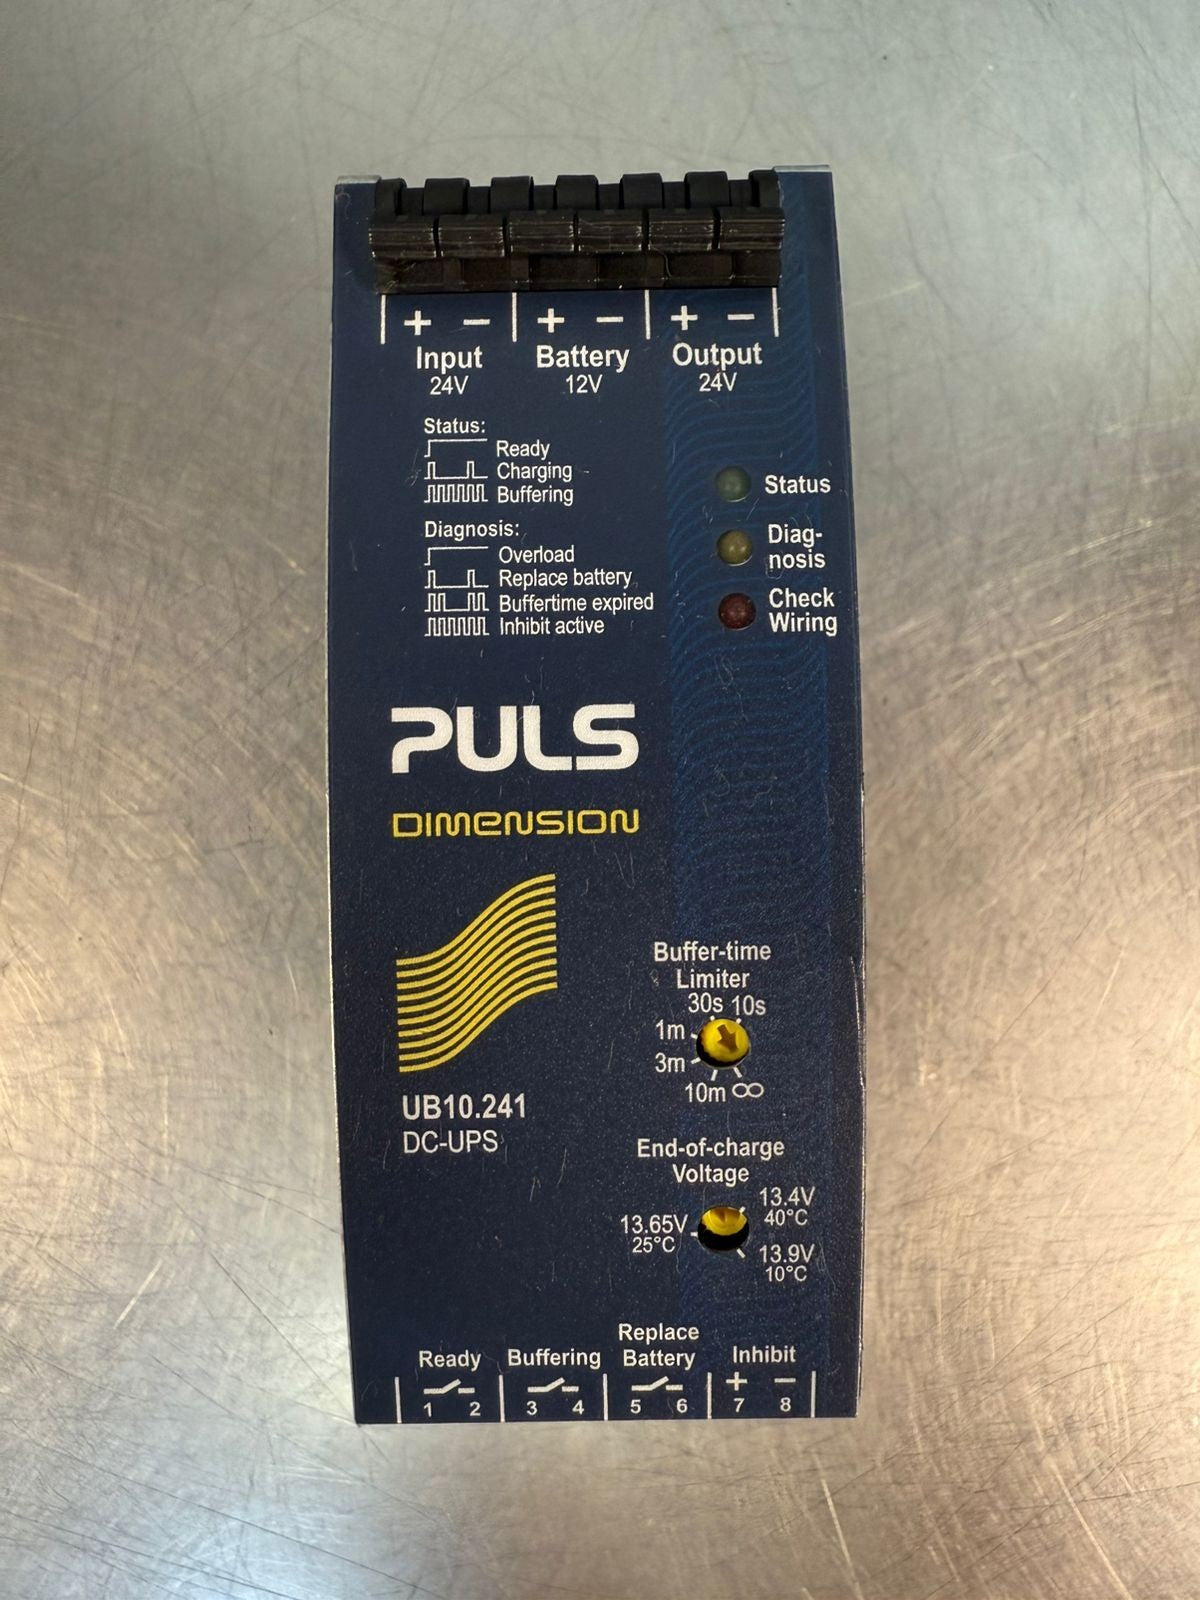 + − + − + −
Input Battery Output
24V 12V 24V
Status:
Ready
Charging
Buffering
Diagnosis:
Overload
Replace battery
Buffertime expired
Inhibit active
Status
Diag-
nosis
Check
Wiring
PULS
DIMENSION
UB10.241
DC-UPS
Buffer-time
Limiter
30s 10s
1m
3m
10m ∞
End-of-charge
Voltage
13.4V
40°C
13.65V
25°C
13.9V
10°C
Ready Buffering Replace Battery Inhibit
+ −
1 2 3 4 5 6 7 8